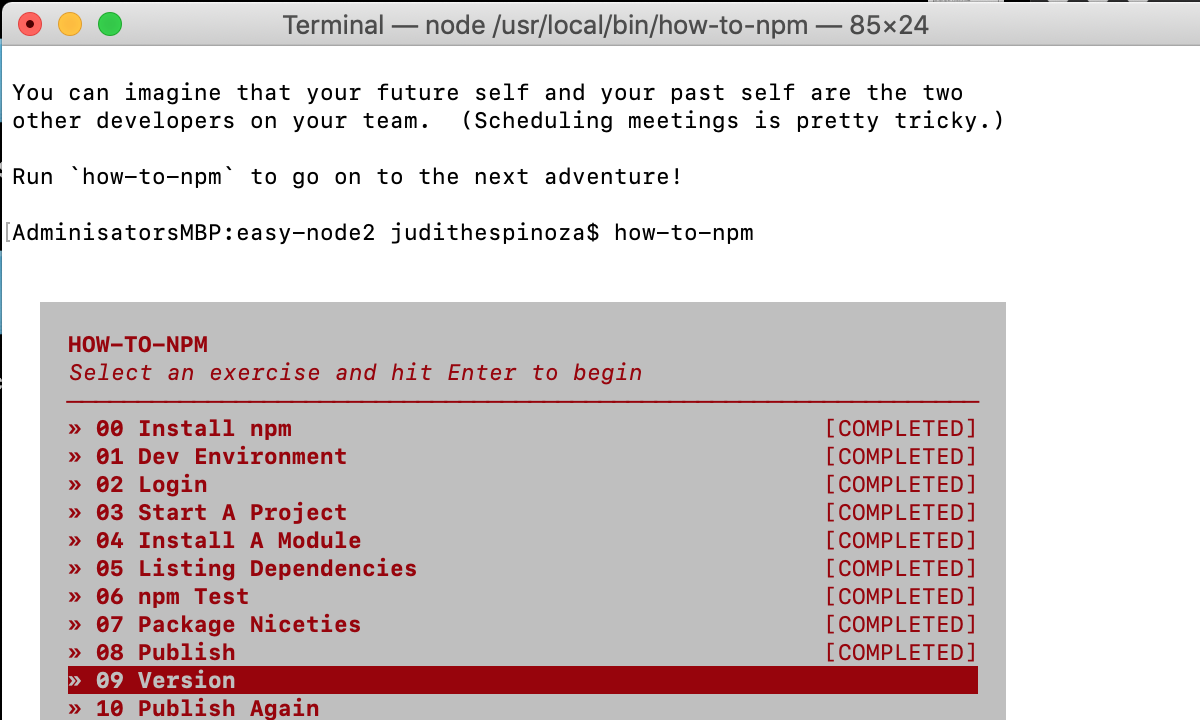 Terminal — node /usr/local/bin/how-to-npm — 85×24
You can imagine that your future self and your past self are the two
other developers on your team.  (Scheduling meetings is pretty tricky.)
Run `how-to-npm` to go on to the next adventure!
[AdminisatorsMBP:easy-node2 judithespinoza$ how-to-npm
HOW-TO-NPM
Select an exercise and hit Enter to begin
» 00 Install npm [COMPLETED]
» 01 Dev Environment [COMPLETED]
» 02 Login [COMPLETED]
» 03 Start A Project [COMPLETED]
» 04 Install A Module [COMPLETED]
» 05 Listing Dependencies [COMPLETED]
» 06 npm Test [COMPLETED]
» 07 Package Niceties [COMPLETED]
» 08 Publish [COMPLETED]
» 09 Version
» 10 Publish Again